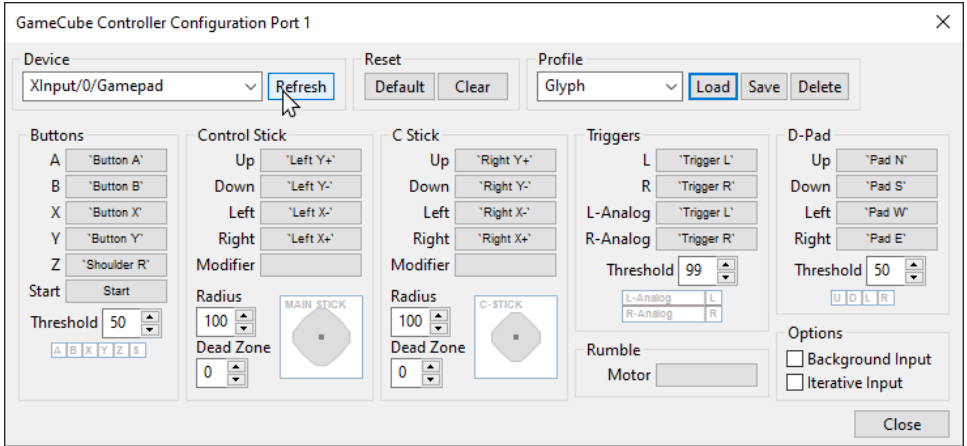 GameCube Controller Configuration Port 1
Device
XInput/0/Gamepad
Refresh
Reset
Default
Clear
Profile
Glyph
Load
Save
Delete
Buttons
A `Button A`
B `Button B`
X `Button X`
Y `Button Y`
Z `Shoulder R`
Start Start
Threshold 50
A B X Y Z S
Control Stick
Up `Left Y+`
Down `Left Y-`
Left `Left X-`
Right `Left X+`
Modifier
Radius
100
Dead Zone
0
MAIN STICK
C Stick
Up `Right Y+`
Down `Right Y-`
Left `Right X-`
Right `Right X+`
Modifier
Radius
100
Dead Zone
0
C-STICK
Triggers
L `Trigger L`
R `Trigger R`
L-Analog `Trigger L`
R-Analog `Trigger R`
Threshold 99
L-Analog L
R-Analog R
Rumble
Motor
D-Pad
Up `Pad N`
Down `Pad S`
Left `Pad W`
Right `Pad E`
Threshold 50
U D L R
Options
Background Input
Iterative Input
Close